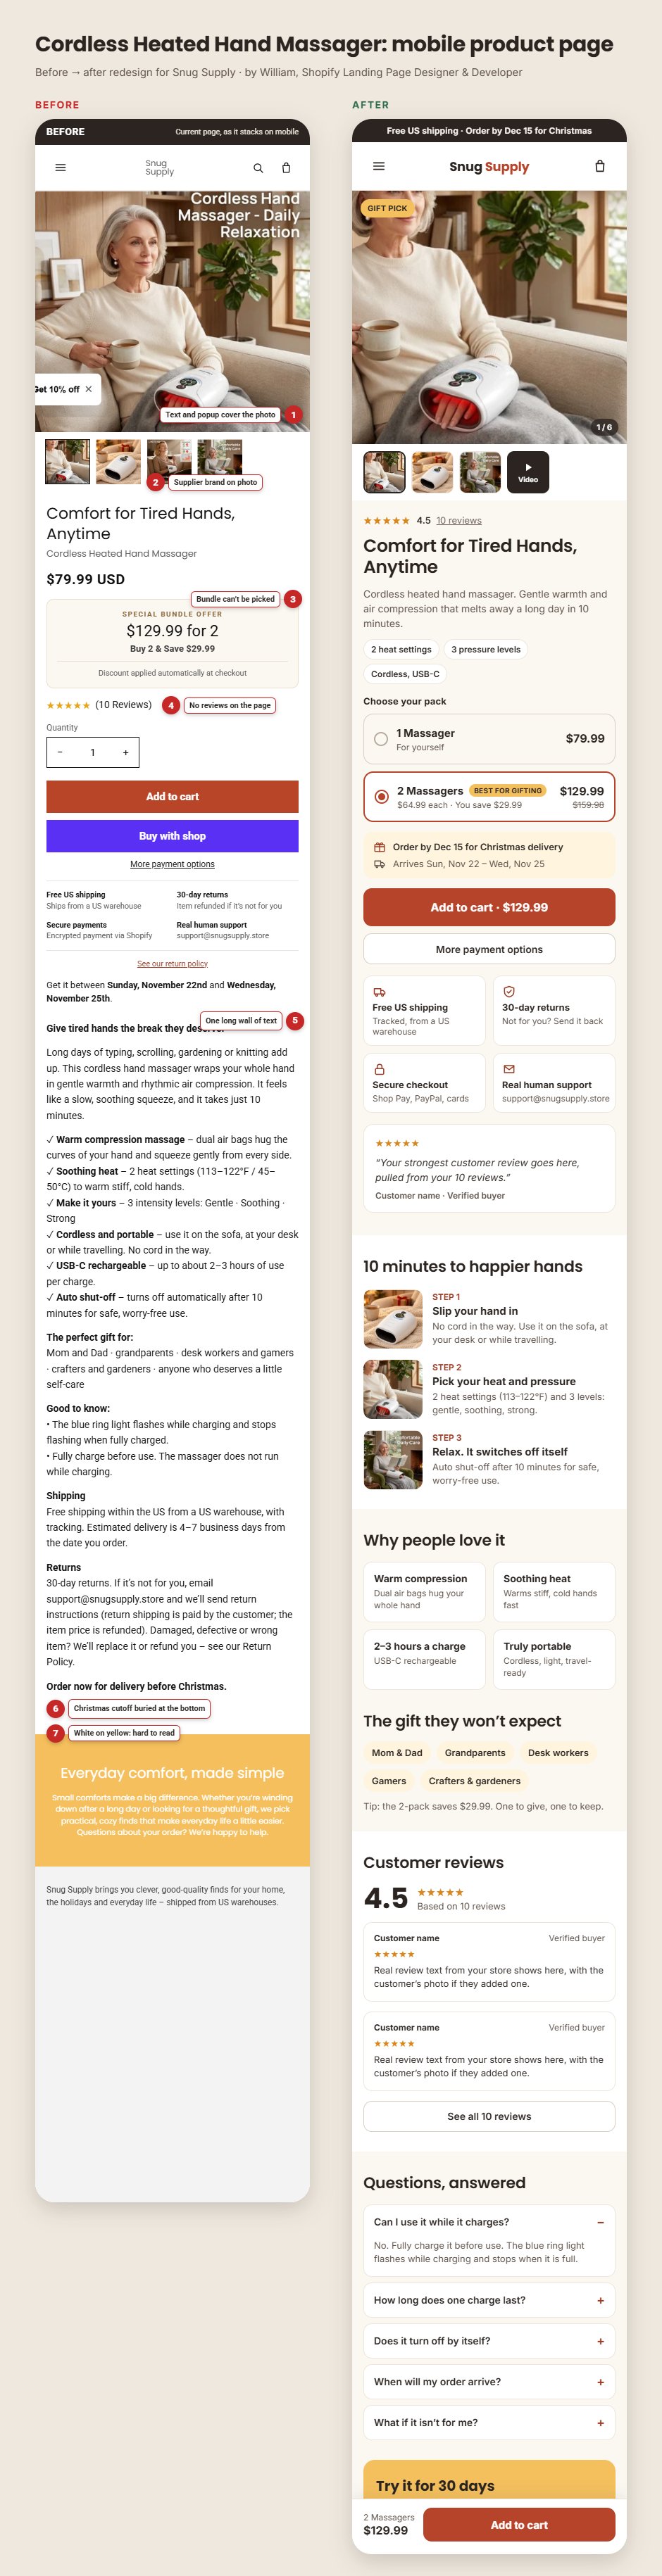 Cordless Heated Hand Massager: mobile product page
Before → after redesign for Snug Supply · by William, Shopify Landing Page Designer & Developer
BEFORE
BEFORE
Current page, as it stacks on mobile
Snug
Supply
Cordless Hand
Massager - Daily
Relaxation
Get 10% off ✕
Text and popup cover the photo 1
2 Supplier brand on photo
Comfort for Tired Hands,
Anytime
Cordless Heated Hand Massager
$79.99 USD
Bundle can't be picked 3
SPECIAL BUNDLE OFFER
$129.99 for 2
Buy 2 & Save $29.99
Discount applied automatically at checkout
★★★★★ (10 Reviews)
4 No reviews on the page
Quantity
− 1 +
Add to cart
Buy with shop
More payment options
Free US shipping
Ships from a US warehouse
30-day returns
Item refunded if it's not for you
Secure payments
Encrypted payment via Shopify
Real human support
support@snugsupply.store
See our return policy
Get it between Sunday, November 22nd and Wednesday,
November 25th.
One long wall of text 5
Give tired hands the break they deserve.
Long days of typing, scrolling, gardening or knitting add
up. This cordless hand massager wraps your whole hand
in gentle warmth and rhythmic air compression. It feels
like a slow, soothing squeeze, and it takes just 10
minutes.
✓ Warm compression massage – dual air bags hug the
curves of your hand and squeeze gently from every side.
✓ Soothing heat – 2 heat settings (113–122°F / 45–
50°C) to warm stiff, cold hands.
✓ Make it yours – 3 intensity levels: Gentle · Soothing ·
Strong
✓ Cordless and portable – use it on the sofa, at your desk
or while travelling. No cord in the way.
✓ USB-C rechargeable – up to about 2–3 hours of use
per charge.
✓ Auto shut-off – turns off automatically after 10
minutes for safe, worry-free use.
The perfect gift for:
Mom and Dad · grandparents · desk workers and gamers
· crafters and gardeners · anyone who deserves a little
self-care
Good to know:
• The blue ring light flashes while charging and stops
flashing when fully charged.
• Fully charge before use. The massager does not run
while charging.
Shipping
Free shipping within the US from a US warehouse, with
tracking. Estimated delivery is 4–7 business days from
the date you order.
Returns
30-day returns. If it's not for you, email
support@snugsupply.store and we'll send return
instructions (return shipping is paid by the customer; the
item price is refunded). Damaged, defective or wrong
item? We'll replace it or refund you – see our Return
Policy.
Order now for delivery before Christmas.
6 Christmas cutoff buried at the bottom
7 White on yellow: hard to read
Everyday comfort, made simple
Small comforts make a big difference. Whether you're winding
down after a long day or looking for a thoughtful gift, we pick
practical, cozy finds that make everyday life a little easier.
Questions about your order? We're happy to help.
Snug Supply brings you clever, good-quality finds for your home,
the holidays and everyday life – shipped from US warehouses.
AFTER
Free US shipping · Order by Dec 15 for Christmas
Snug Supply
GIFT PICK
1 / 6
Video
★★★★★ 4.5 10 reviews
Comfort for Tired Hands,
Anytime
Cordless heated hand massager. Gentle warmth and
air compression that melts away a long day in 10
minutes.
2 heat settings
3 pressure levels
Cordless, USB-C
Choose your pack
1 Massager
For yourself
$79.99
2 Massagers BEST FOR GIFTING $129.99
$64.99 each · You save $29.99 $159.98
Order by Dec 15 for Christmas delivery
Arrives Sun, Nov 22 – Wed, Nov 25
Add to cart · $129.99
More payment options
Free US shipping
Tracked, from a US
warehouse
30-day returns
Not for you? Send it back
Secure checkout
Shop Pay, PayPal, cards
Real human support
support@snugsupply.store
★★★★★
“Your strongest customer review goes here,
pulled from your 10 reviews.”
Customer name · Verified buyer
10 minutes to happier hands
STEP 1
Slip your hand in
No cord in the way. Use it on the sofa, at
your desk or while travelling.
STEP 2
Pick your heat and pressure
2 heat settings (113–122°F) and 3 levels:
gentle, soothing, strong.
STEP 3
Relax. It switches off itself
Auto shut-off after 10 minutes for safe,
worry-free use.
Why people love it
Warm compression
Dual air bags hug your
whole hand
Soothing heat
Warms stiff, cold hands
fast
2–3 hours a charge
USB-C rechargeable
Truly portable
Cordless, light, travel-
ready
The gift they won't expect
Mom & Dad
Grandparents
Desk workers
Gamers
Crafters & gardeners
Tip: the 2-pack saves $29.99. One to give, one to keep.
Customer reviews
4.5
★★★★★
Based on 10 reviews
Customer name Verified buyer
★★★★★
Real review text from your store shows here, with the
customer's photo if they added one.
Customer name Verified buyer
★★★★★
Real review text from your store shows here, with the
customer's photo if they added one.
See all 10 reviews
Questions, answered
Can I use it while it charges? −
No. Fully charge it before use. The blue ring light
flashes while charging and stops when it is full.
How long does one charge last? +
Does it turn off by itself? +
When will my order arrive? +
What if it isn't for me? +
Try it for 30 days
2 Massagers
$129.99
Add to cart